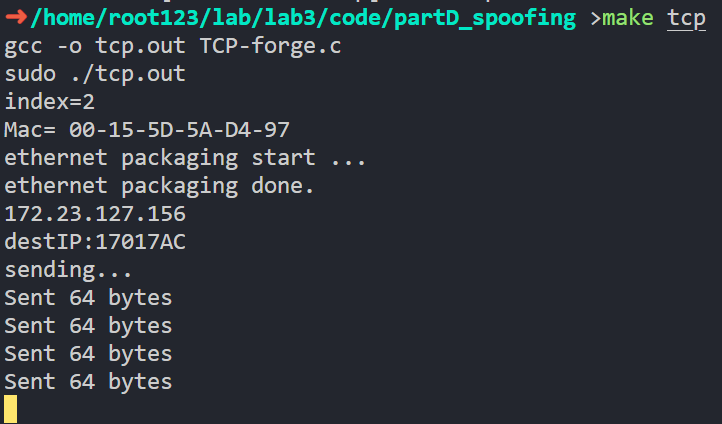 ➜/home/root123/lab/lab3/code/partD_spoofing >make tcp
gcc -o tcp.out TCP-forge.c
sudo ./tcp.out
index=2
Mac= 00-15-5D-5A-D4-97
ethernet packaging start ...
ethernet packaging done.
172.23.127.156
destIP:17017AC
sending...
Sent 64 bytes
Sent 64 bytes
Sent 64 bytes
Sent 64 bytes